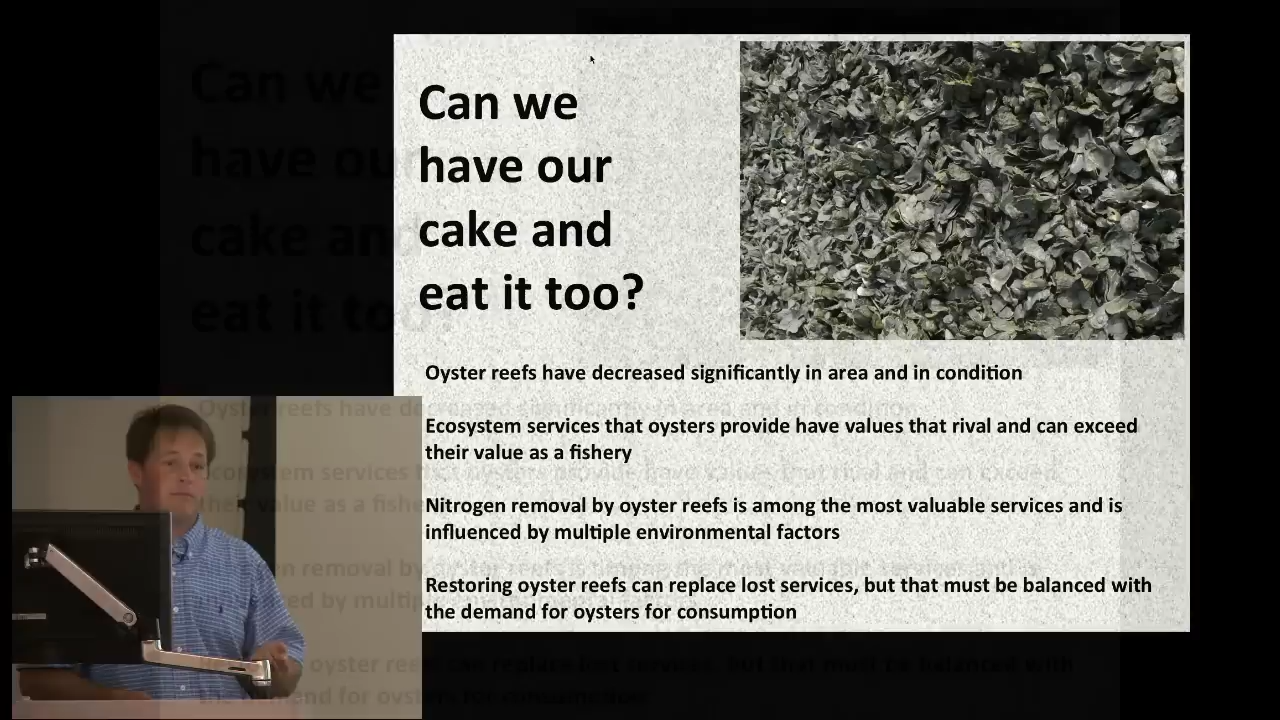 Can we
have our
cake and
eat it too?
Oyster reefs have decreased significantly in area and in condition
Ecosystem services that oysters provide have values that rival and can exceed
their value as a fishery
Nitrogen removal by oyster reefs is among the most valuable services and is
influenced by multiple environmental factors
Restoring oyster reefs can replace lost services, but that must be balanced with
the demand for oysters for consumption